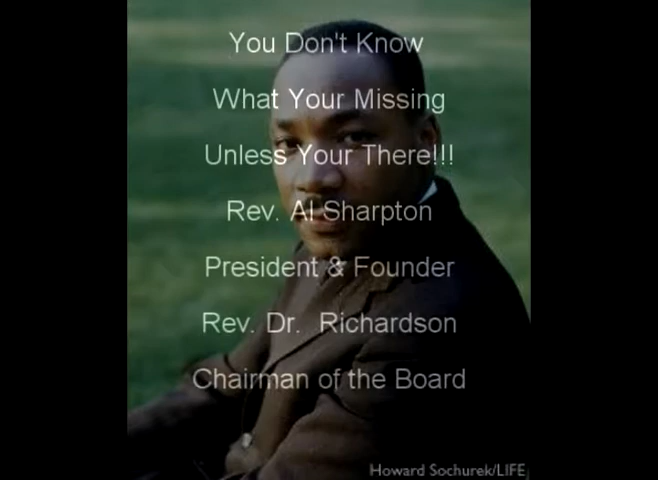 You Don't Know
What Your Missing
Unless Your There!!!
Rev. Al Sharpton
President & Founder
Rev. Dr. Richardson
Chairman of the Board
Howard Sochurek/LIFE